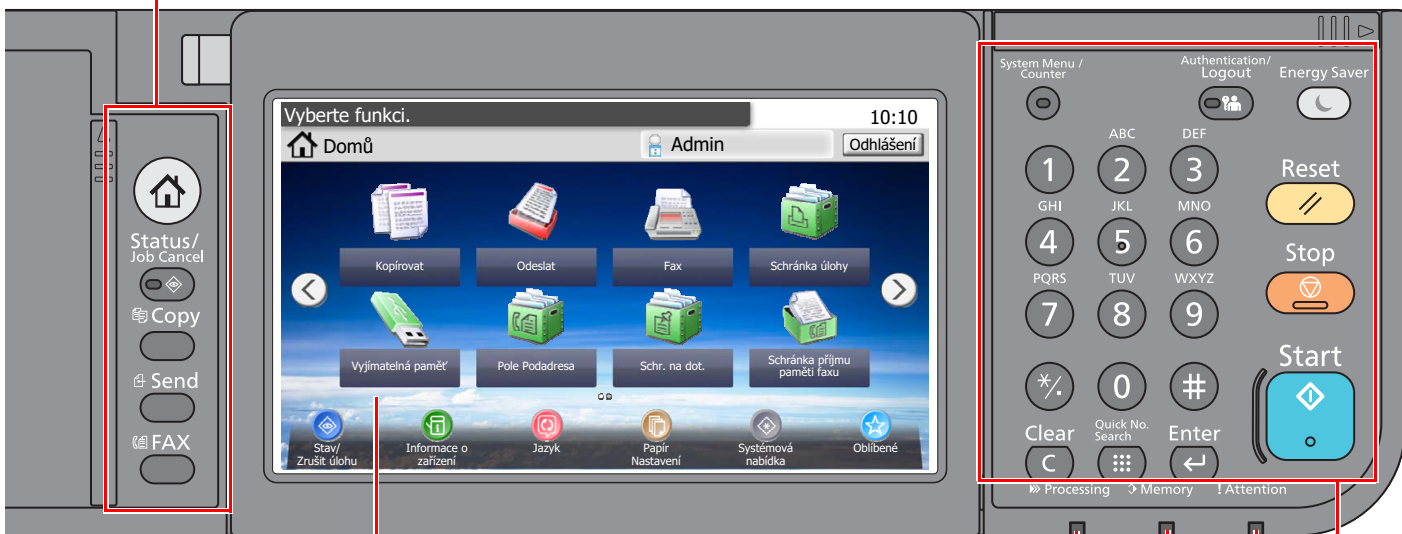 Status/
Job Cancel
Copy
Send
FAX
Vyberte funkci.
10:10
Domů
Admin
Odhlášení
Kopírovat
Odeslat
Fax
Schránka úlohy
Vyjímatelná paměť
Pole Podadresa
Schr. na dot.
Schránka příjmu
paměti faxu
Stav/
Zrušit úlohu
Informace o
zařízení
Jazyk
Papír
Nastavení
Systémová
nabídka
Oblíbené
System Menu /
Counter
Authentication/
Logout
Energy Saver
ABC
DEF
1
2
3
Reset
GHI
JKL
MNO
4
5
6
Stop
PQRS
TUV
WXYZ
7
8
9
Start
*/.
0
#
Clear
Quick No.
Search
Enter
C
Processing
Memory
! Attention